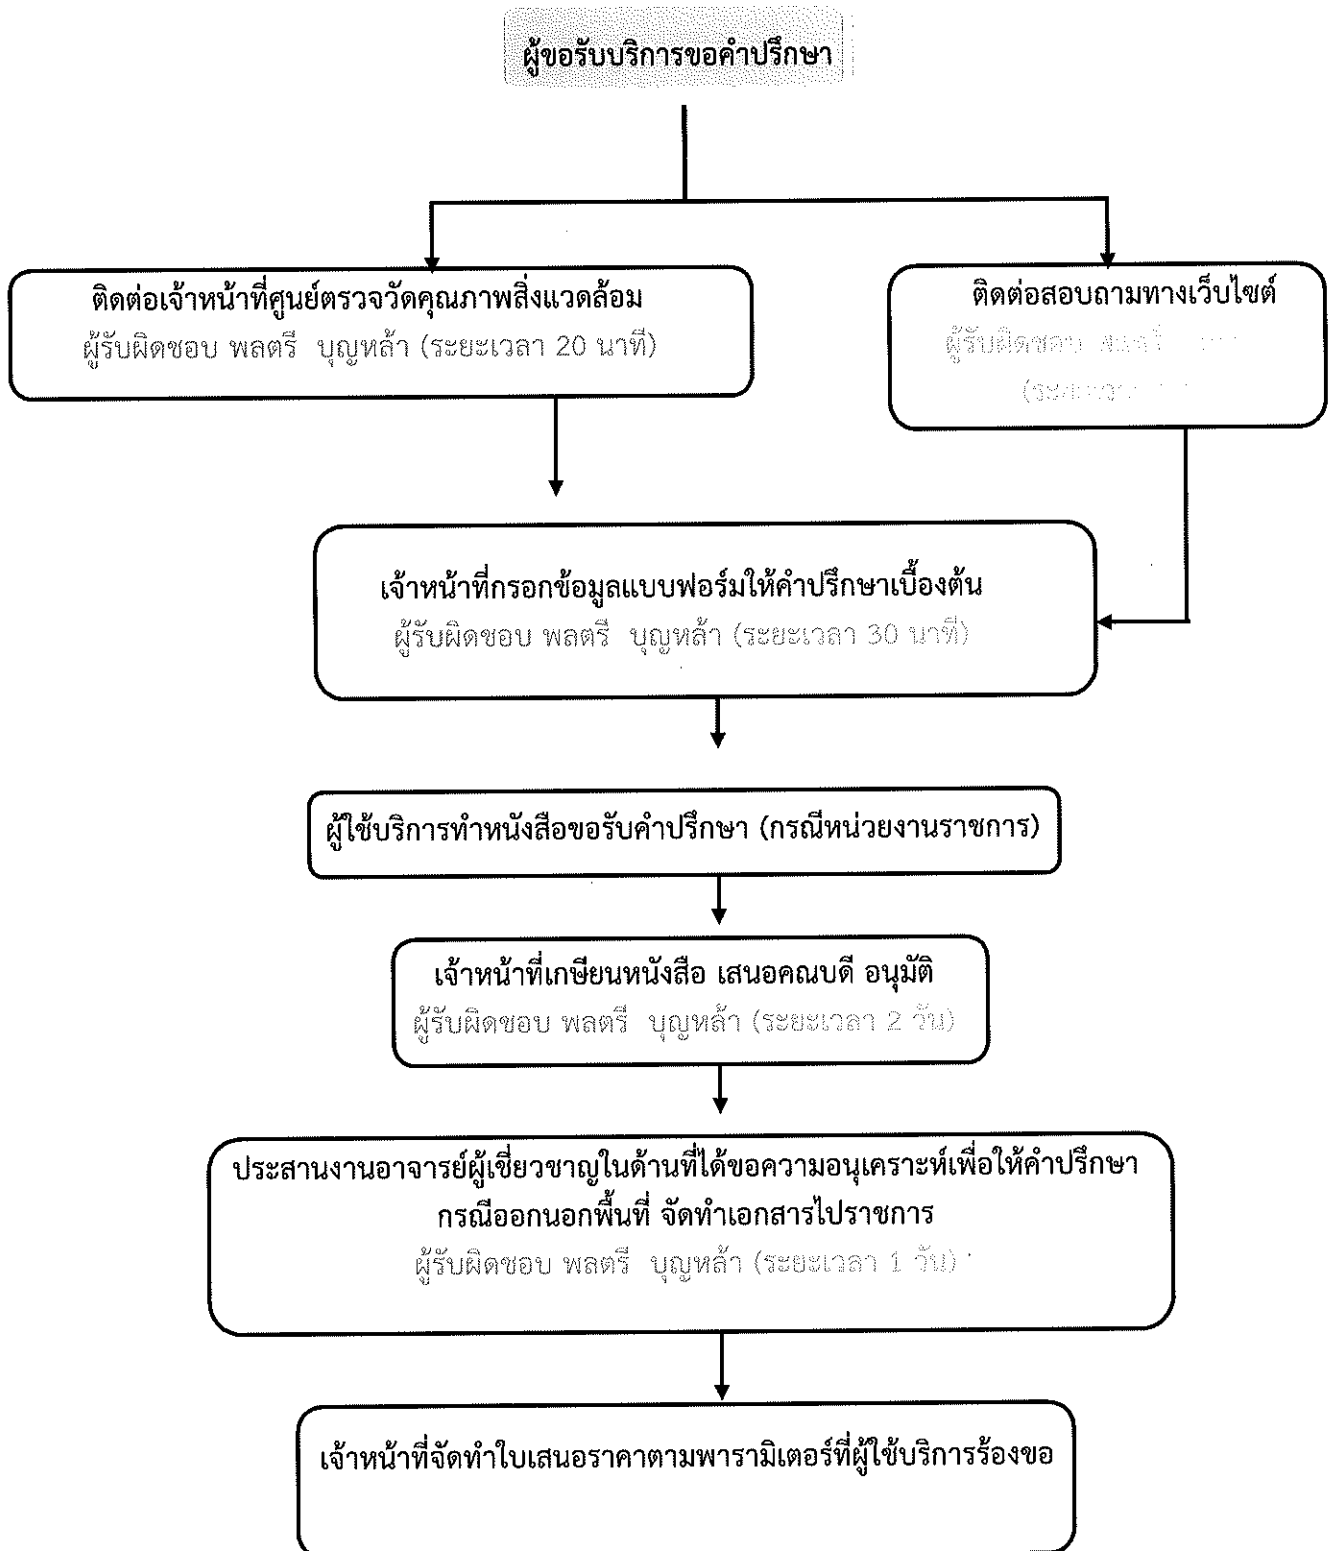 ผู้ขอรับบริการขอคำปรึกษา
ติดต่อเจ้าหน้าที่ศูนย์ตรวจวัดคุณภาพสิ่งแวดล้อม
ผู้รับผิดชอบ พลตรี บุญหล้า (ระยะเวลา 20 นาที)
ติดต่อสอบถามทางเว็บไซต์
ผู้รับผิดชอบ
เจ้าหน้าที่กรอกข้อมูลแบบฟอร์มให้คำปรึกษาเบื้องต้น
ผู้รับผิดชอบ พลตรี บุญหล้า (ระยะเวลา 30 นาที)
ผู้ใช้บริการทำหนังสือขอรับคำปรึกษา (กรณีหน่วยงานราชการ)
เจ้าหน้าที่เกษียนหนังสือ เสนอคณบดี อนุมัติ
ผู้รับผิดชอบ พลตรี บุญหล้า (ระยะเวลา 2 วัน)
ประสานงานอาจารย์ผู้เชี่ยวชาญในด้านที่ได้ขอความอนุเคราะห์เพื่อให้คำปรึกษา
กรณีออกนอกพื้นที่ จัดทำเอกสารไปราชการ
ผู้รับผิดชอบ พลตรี บุญหล้า (ระยะเวลา 1 วัน)
เจ้าหน้าที่จัดทำใบเสนอราคาตามพารามิเตอร์ที่ผู้ใช้บริการร้องขอ